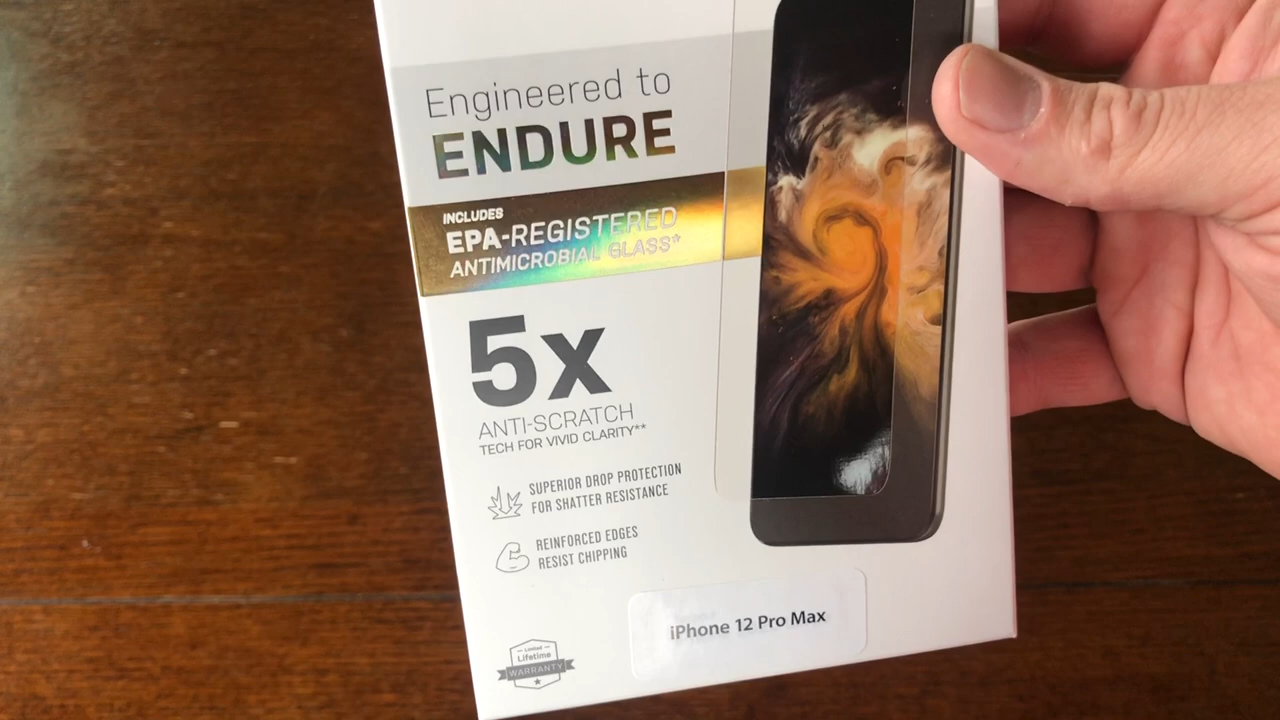 Engineered to
ENDURE
INCLUDES
EPA-REGISTERED
ANTIMICROBIAL GLASS*
5x
ANTI-SCRATCH
TECH FOR VIVID CLARITY**
SUPERIOR DROP PROTECTION
FOR SHATTER RESISTANCE
REINFORCED EDGES
RESIST CHIPPING
iPhone 12 Pro Max
Limited
Lifetime
WARRANTY